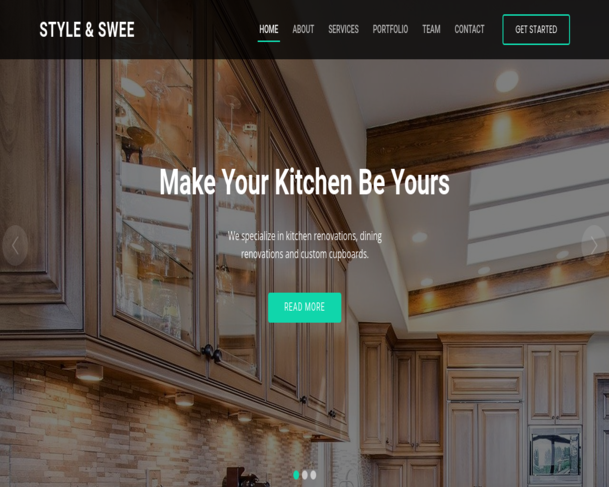 STYLE & SWEE
HOME ABOUT SERVICES PORTFOLIO TEAM CONTACT GET STARTED
Make Your Kitchen Be Yours
We specialize in kitchen renovations, dining
renovations and custom cupboards.
READ MORE